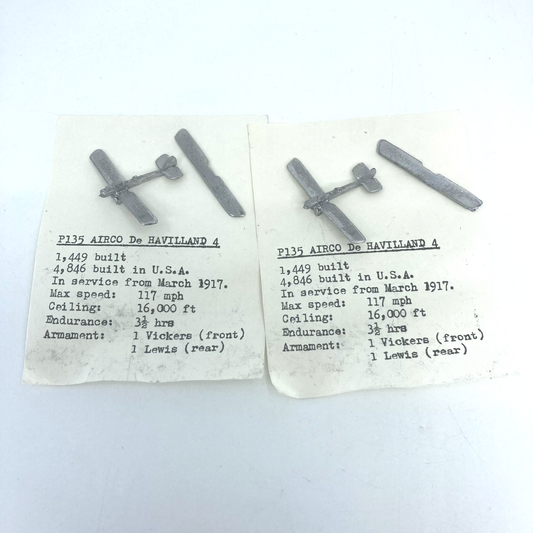 P135 AIRCO De HAVILLAND 4
1,449 built
4,846 built in U.S.A.
In service from March 1917.
Max speed: 117 mph
Ceiling: 16,000 ft
Endurance: 3½ hrs
Armament: 1 Vickers (front)
1 Lewis (rear)
P135 AIRCO De HAVILLAND 4
1,449 built
4,846 built in U.S.A.
In service from March 1917.
Max speed: 117 mph
Ceiling: 16,000 ft
Endurance: 3½ hrs
Armament: 1 Vickers (front)
1 Lewis (rear)